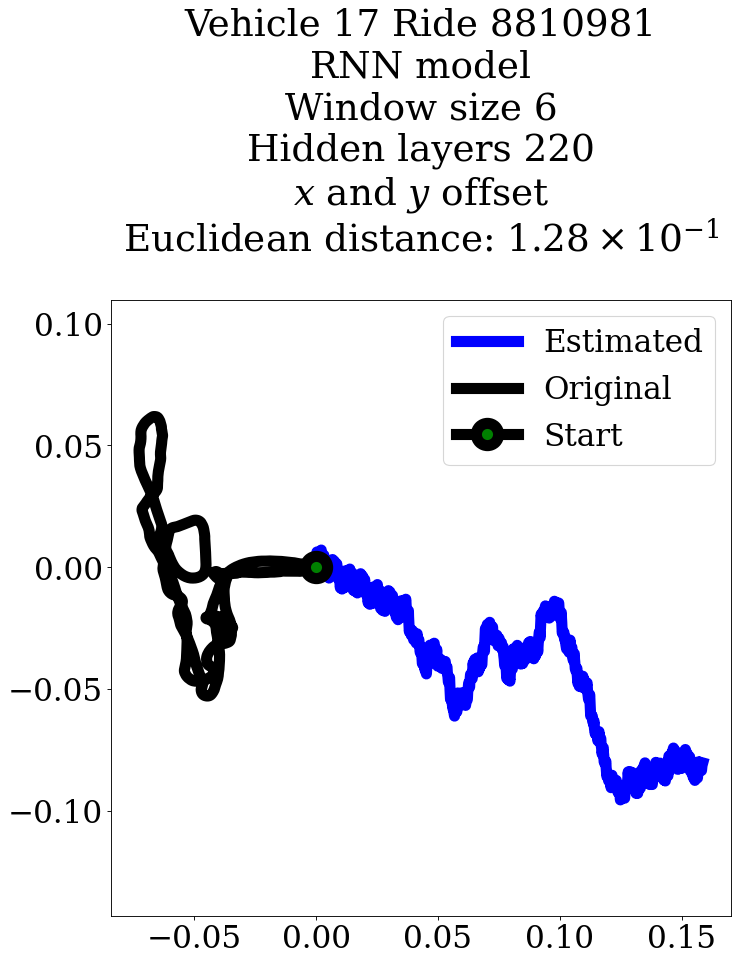 Vehicle 17 Ride 8810981
RNN model
Window size 6
Hidden layers 220
x and y offset
Euclidean distance: 1.28 × 10⁻¹
Estimated
Original
Start
0.10
0.05
0.00
−0.05
−0.10
−0.05 0.00 0.05 0.10 0.15